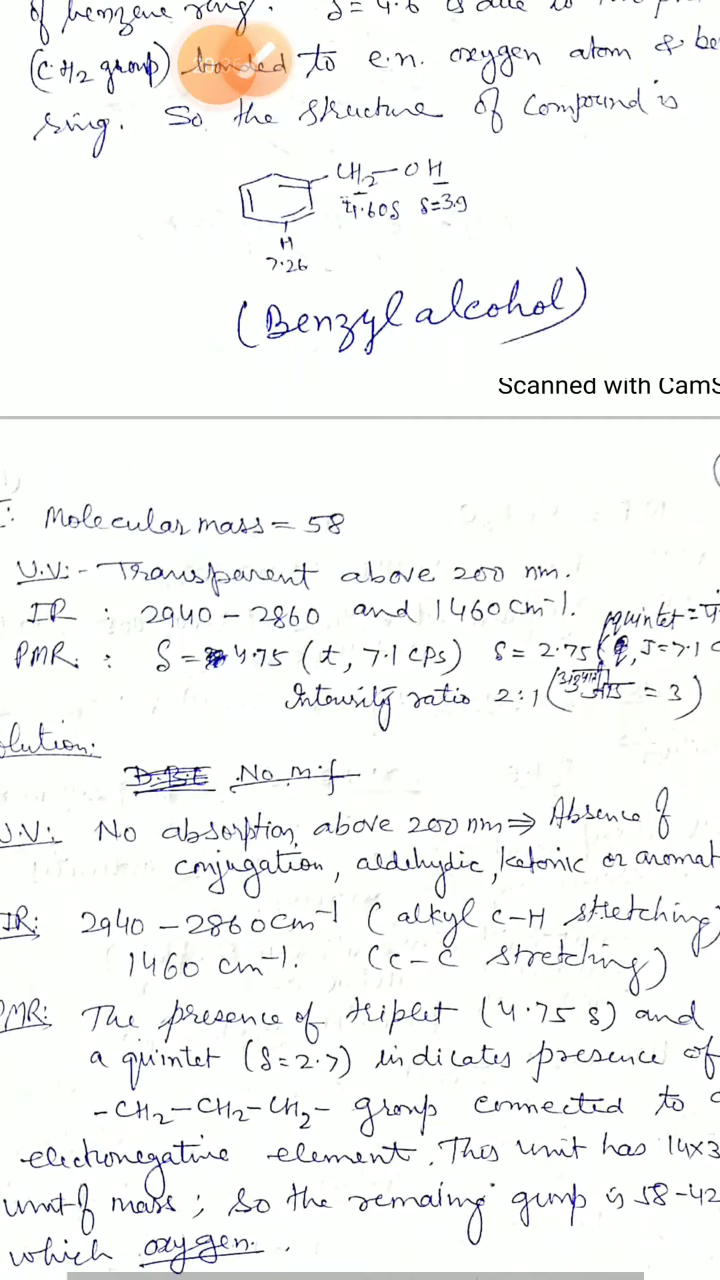 of benzene ring. δ = 4.6 is due to the
(CH2 group) bonded to e.n. oxygen atom & be
ring. So the structure of compound is
CH2 — OH
4.60δ δ=3.9
H
7.26
(Benzyl alcohol)
Scanned with CamS
Molecular mass = 58
U.V:- Transparent above 200 nm.
IR : 2940 - 2860 and 1460 cm-1.
quintet =
PMR: : δ = 4.75 (t, 7.1 cps) δ = 2.75 ( , J=7.1 c
Intensity ratio 2:1 ( = 3)
olution:
D.B.E No m.f
U.V: No absorption above 200 nm ⇒ Absence of
conjugation, aldehydic, ketonic or aromat
IR: 2940 - 2860 cm-1 (alkyl C-H stretching)
1460 cm-1. (C-C stretching)
PMR: The presence of triplet (4.75 δ) and
a quintet (δ=2.7) indicates presence of
-CH2-CH2-CH2- group connected to
electronegative element. This unit has 14x3
unit of mass; so the remaing group is 58-42
which oxygen.